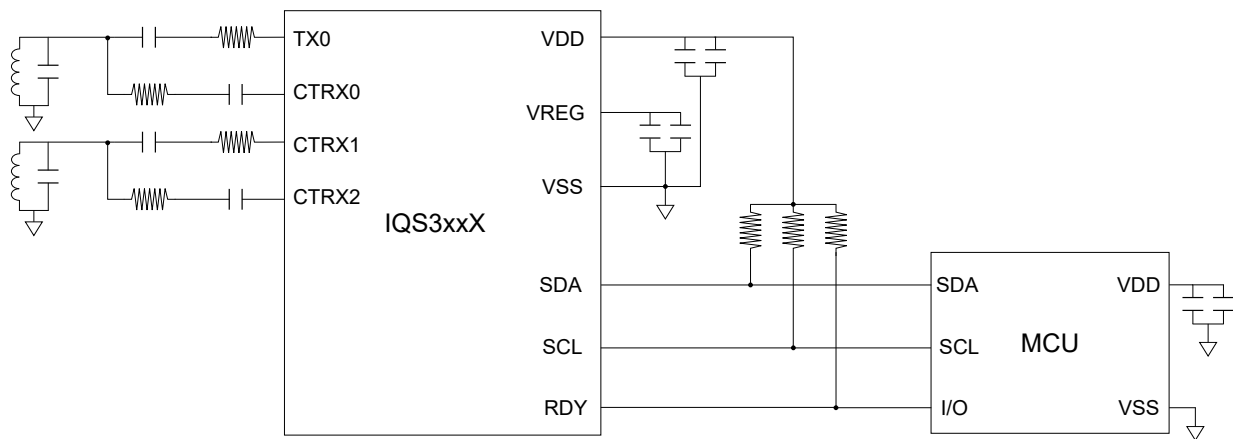 TX0
CTRX0
CTRX1
CTRX2
IQS3xxX
VDD
VREG
VSS
SDA
SCL
RDY
SDA
SCL
I/O
MCU
VDD
VSS